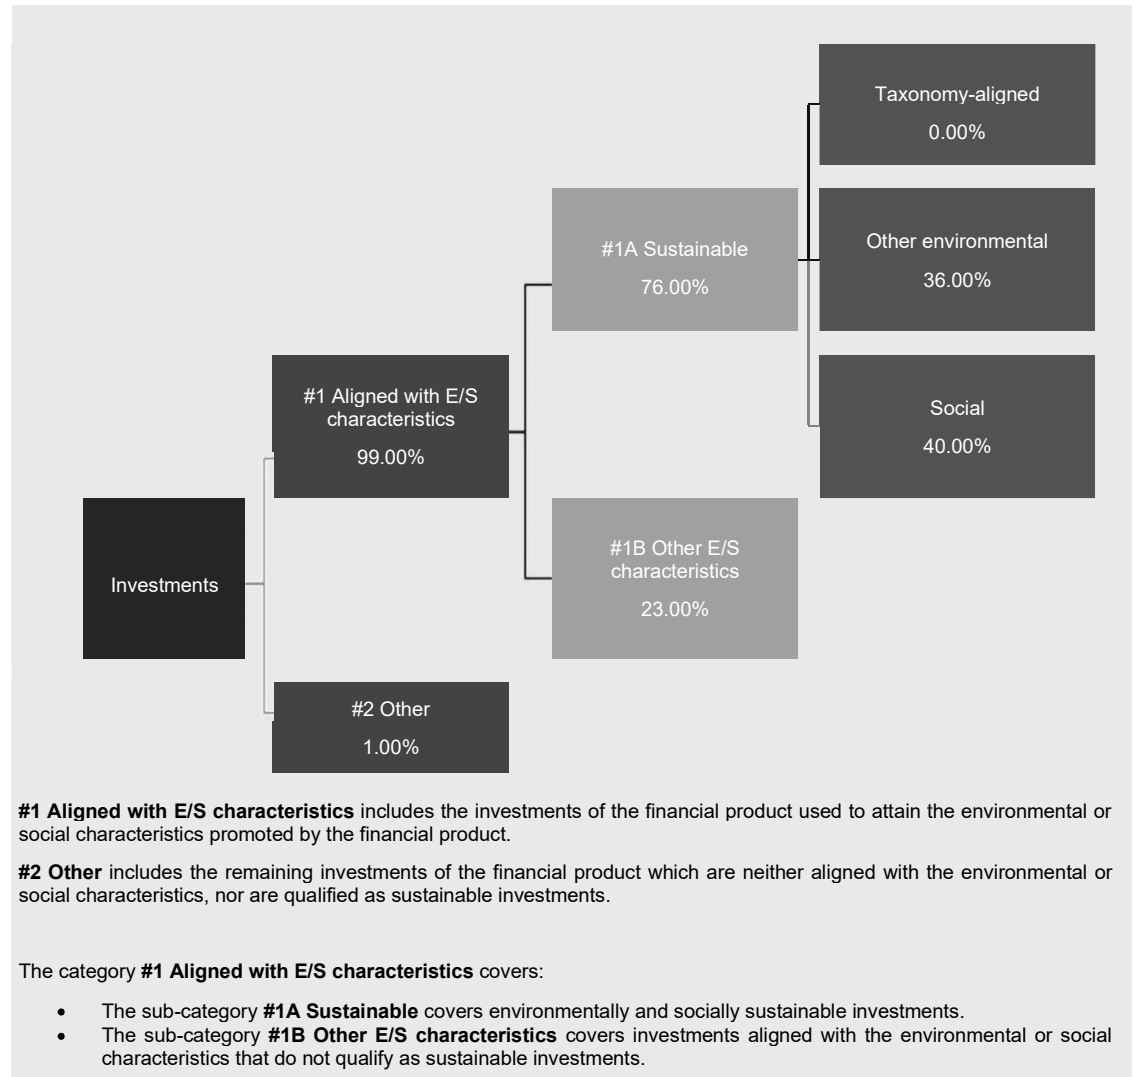 Taxonomy-aligned
0.00%
#1A Sustainable
76.00%
Other environmental
36.00%
#1 Aligned with E/S
characteristics
99.00%
Social
40.00%
Investments
#1B Other E/S
characteristics
23.00%
#2 Other
1.00%
#1 Aligned with E/S characteristics includes the investments of the financial product used to attain the environmental or
social characteristics promoted by the financial product.
#2 Other includes the remaining investments of the financial product which are neither aligned with the environmental or
social characteristics, nor are qualified as sustainable investments.
The category #1 Aligned with E/S characteristics covers:
• The sub-category #1A Sustainable covers environmentally and socially sustainable investments.
• The sub-category #1B Other E/S characteristics covers investments aligned with the environmental or social
characteristics that do not qualify as sustainable investments.